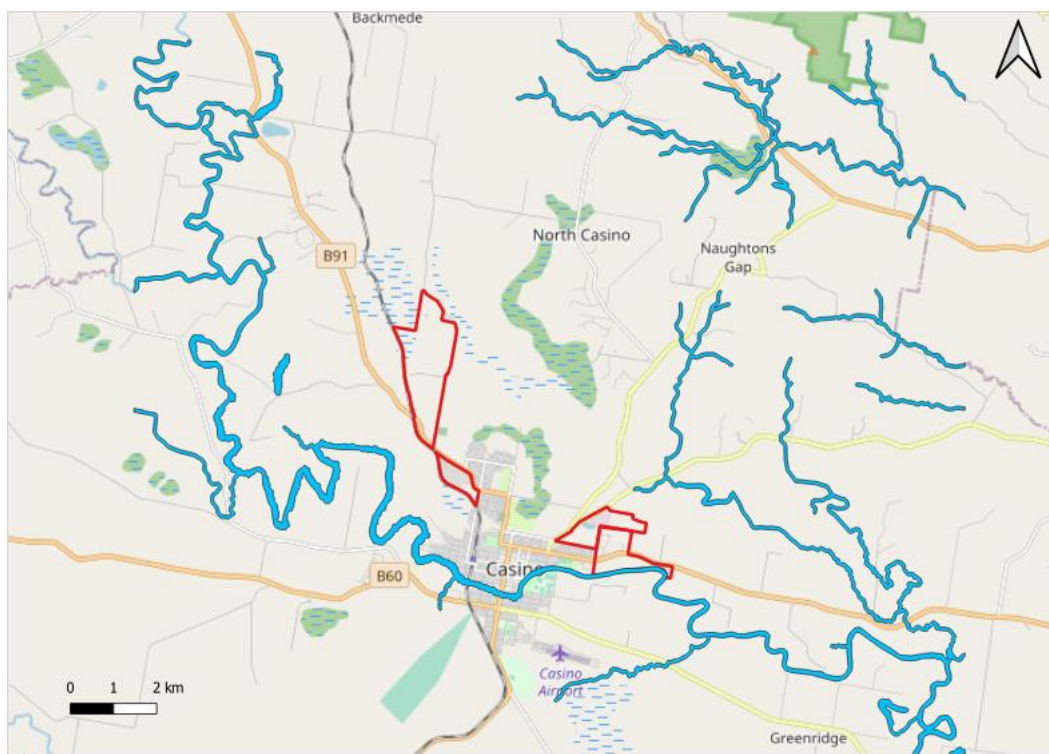 Backmede
North Casino
B91
Naughtons
Gap
Casino
B60
0 1 2 km
Casino
Airport
Greenridge